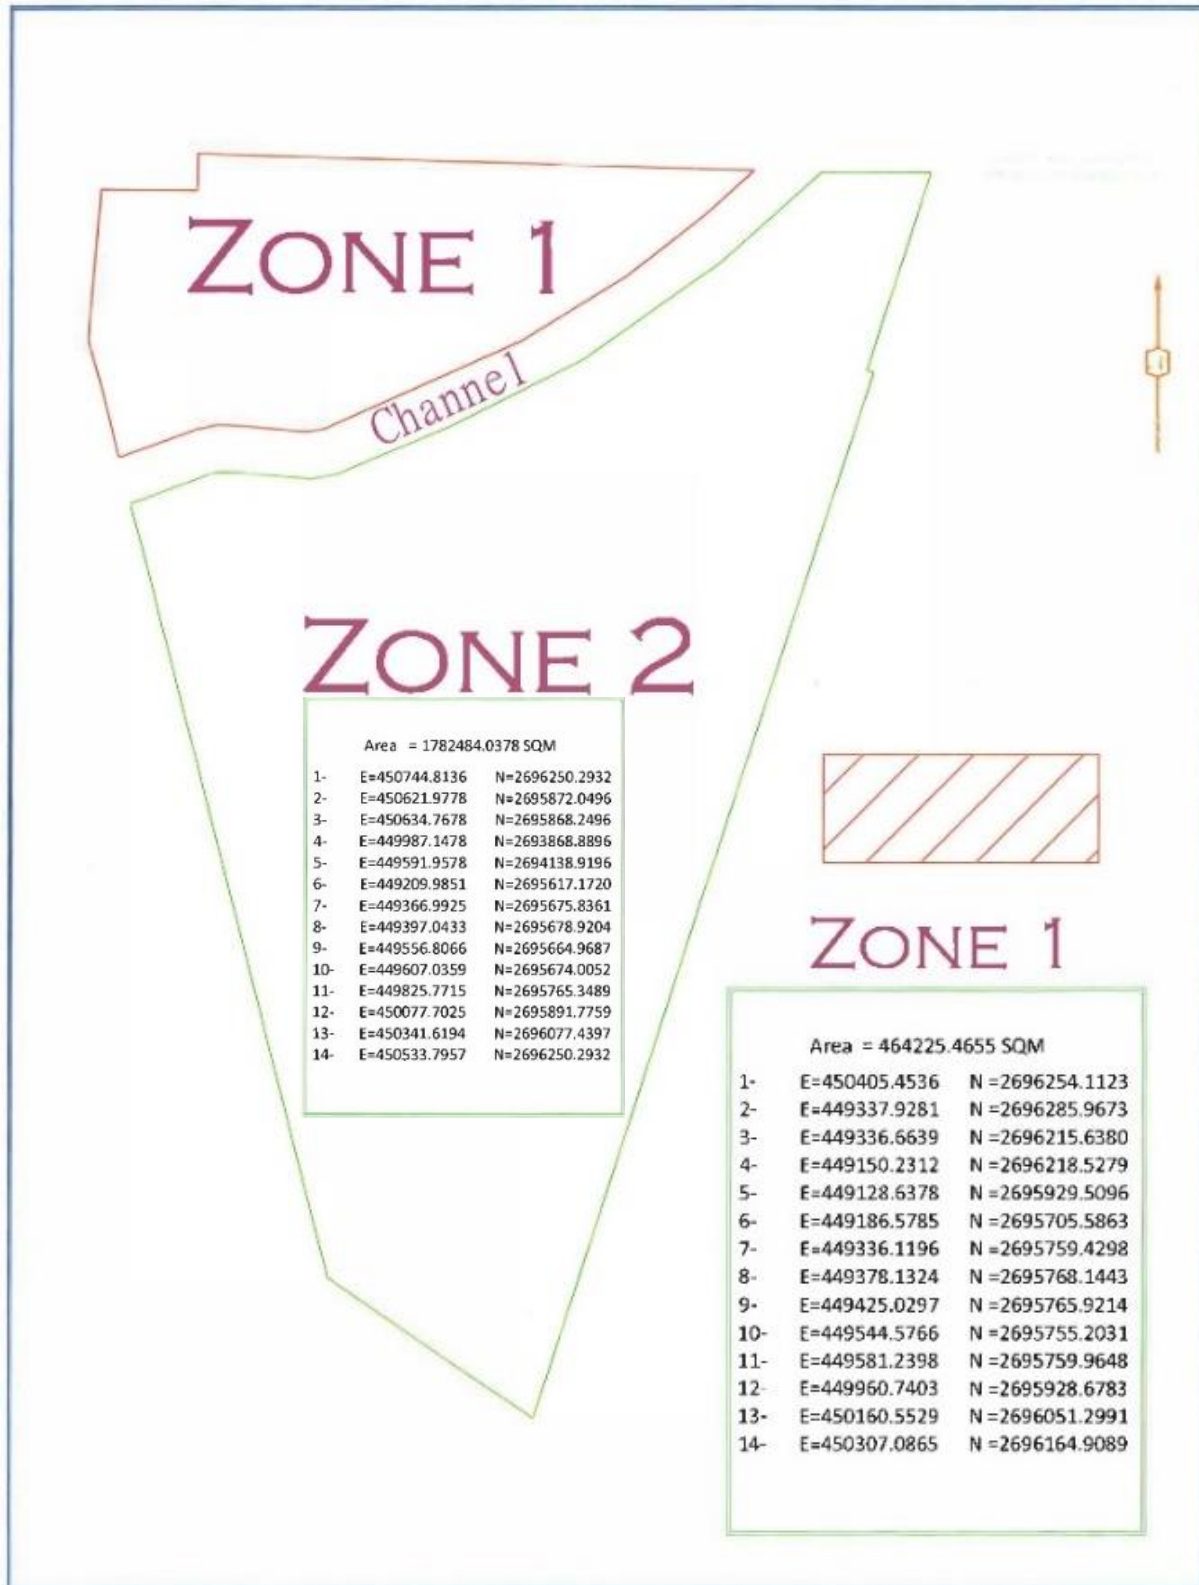 ZONE 1
Channel
ZONE 2
Area = 1782484.0378 SQM
1- E=450744.8136 N=2696250.2932
2- E=450621.9778 N=2695872.0496
3- E=450634.7678 N=2695868.2496
4- E=449987.1478 N=2693868.8896
5- E=449591.9578 N=2694138.9196
6- E=449209.9851 N=2695617.1720
7- E=449366.9925 N=2695675.8361
8- E=449397.0433 N=2695678.9204
9- E=449556.8066 N=2695664.9687
10- E=449607.0359 N=2695674.0052
11- E=449825.7715 N=2695765.3489
12- E=450077.7025 N=2695891.7759
13- E=450341.6194 N=2696077.4397
14- E=450533.7957 N=2696250.2932
ZONE 1
Area = 464225.4655 SQM
1- E=450405.4536 N =2696254.1123
2- E=449337.9281 N =2696285.9673
3- E=449336.6639 N =2696215.6380
4- E=449150.2312 N =2696218.5279
5- E=449128.6378 N =2695929.5096
6- E=449186.5785 N =2695705.5863
7- E=449336.1196 N =2695759.4298
8- E=449378.1324 N =2695768.1443
9- E=449425.0297 N =2695765.9214
10- E=449544.5766 N =2695755.2031
11- E=449581.2398 N =2695759.9648
12- E=449960.7403 N =2695928.6783
13- E=450160.5529 N =2696051.2991
14- E=450307.0865 N =2696164.9089